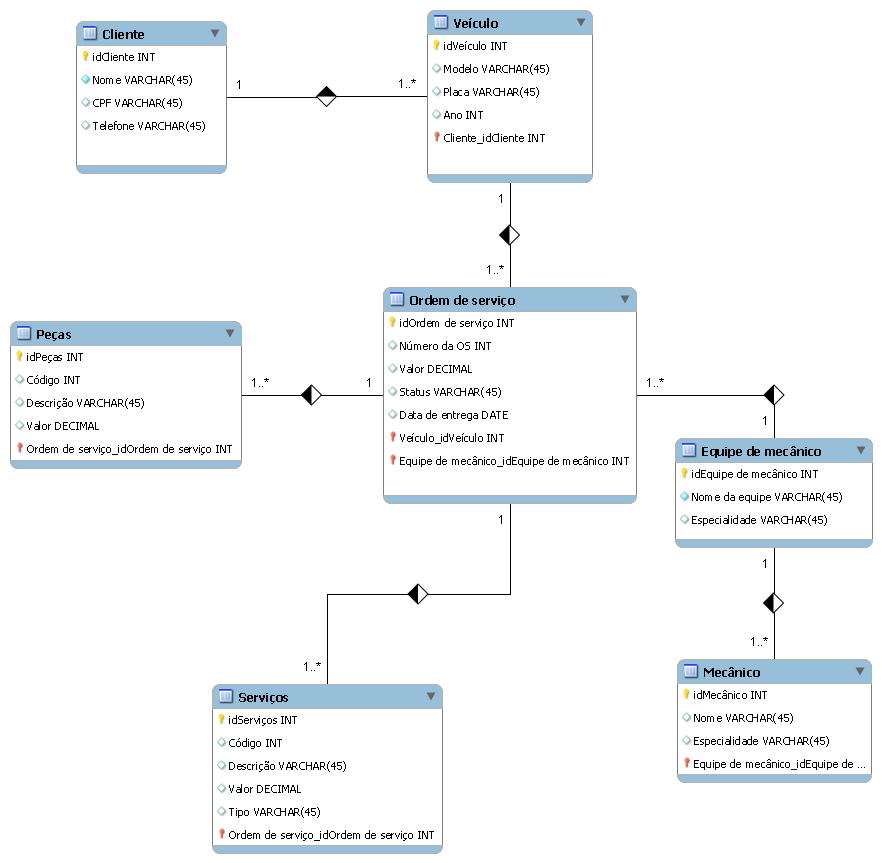 Cliente
idCliente INT
Nome VARCHAR(45)
CPF VARCHAR(45)
Telefone VARCHAR(45)
1
1..*
Veículo
idVeículo INT
Modelo VARCHAR(45)
Placa VARCHAR(45)
Ano INT
Cliente_idCliente INT
1
1..*
Peças
idPeças INT
Código INT
Descrição VARCHAR(45)
Valor DECIMAL
Ordem de serviço_idOrdem de serviço INT
1..*
1
Ordem de serviço
idOrdem de serviço INT
Número da OS INT
Valor DECIMAL
Status VARCHAR(45)
Data de entrega DATE
Veículo_idVeículo INT
Equipe de mecânico_idEquipe de mecânico INT
1..*
1
Equipe de mecânico
idEquipe de mecânico INT
Nome da equipe VARCHAR(45)
Especialidade VARCHAR(45)
1
1..*
1
1..*
Serviços
idServiços INT
Código INT
Descrição VARCHAR(45)
Valor DECIMAL
Tipo VARCHAR(45)
Ordem de serviço_idOrdem de serviço INT
Mecânico
idMecânico INT
Nome VARCHAR(45)
Especialidade VARCHAR(45)
Equipe de mecânico_idEquipe de ...